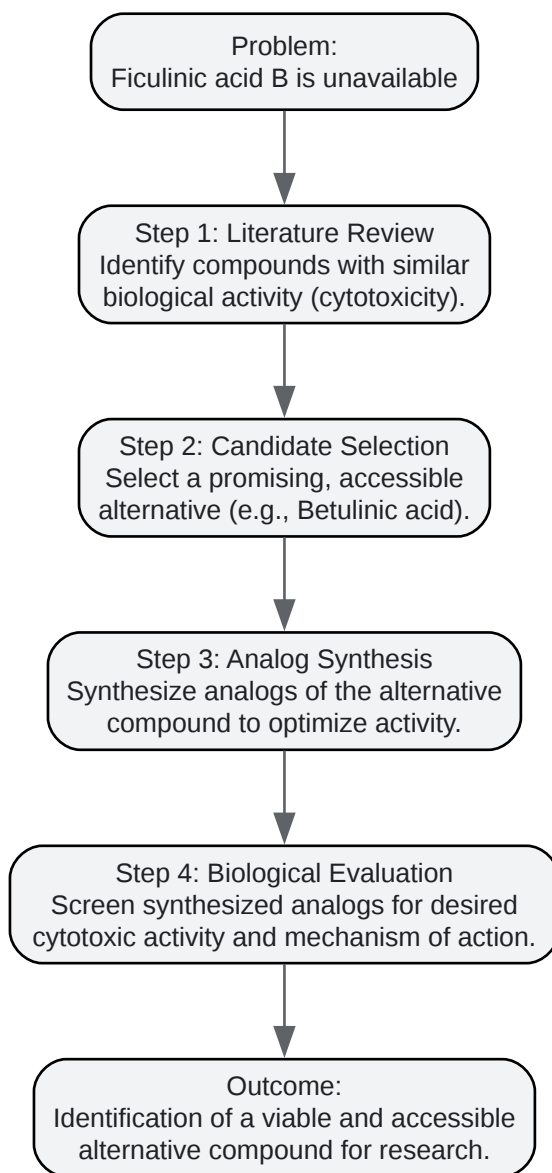 Problem:
Ficulinic acid B is unavailable
Step 1: Literature Review
Identify compounds with similar
biological activity (cytotoxicity).
Step 2: Candidate Selection
Select a promising, accessible
alternative (e.g., Betulinic acid).
Step 3: Analog Synthesis
Synthesize analogs of the alternative
compound to optimize activity.
Step 4: Biological Evaluation
Screen synthesized analogs for desired
cytotoxic activity and mechanism of action.
Outcome:
Identification of a viable and accessible
alternative compound for research.